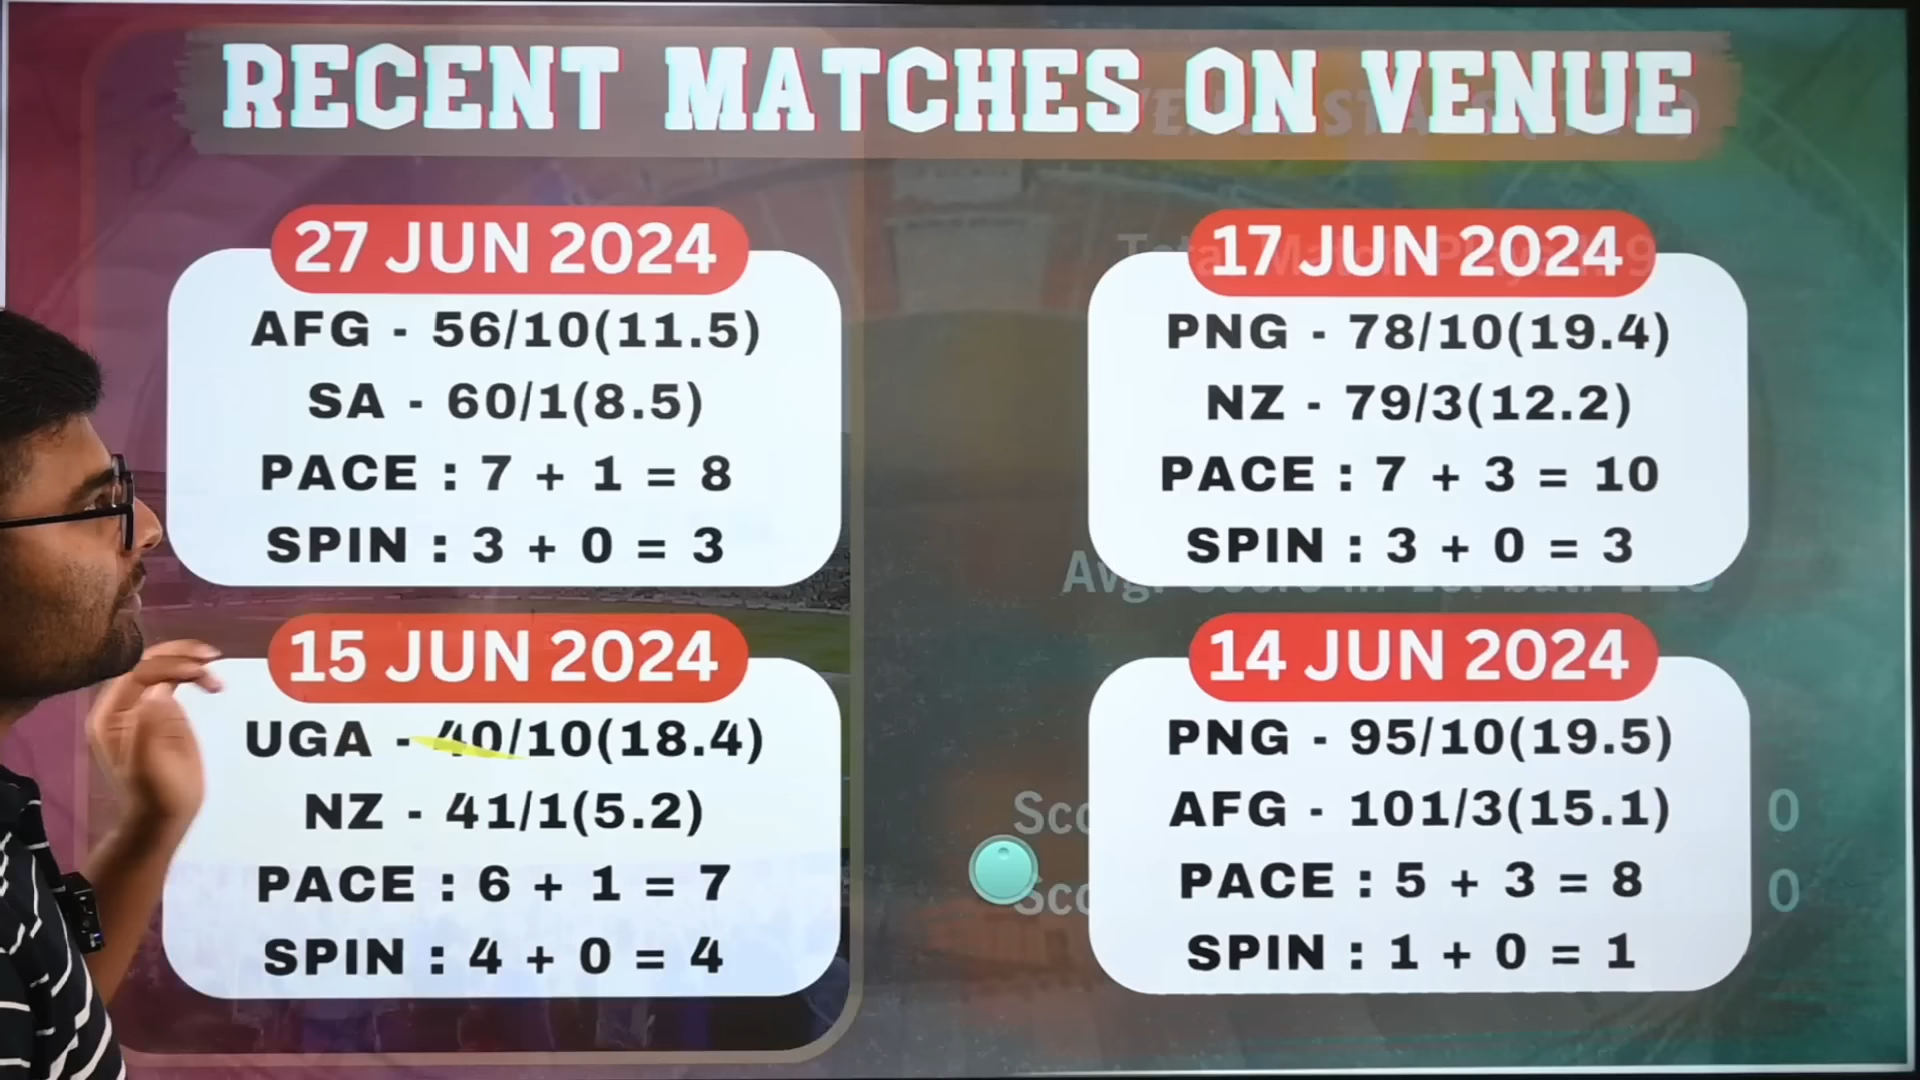 RECENT MATCHES ON VENUE
27 JUN 2024
AFG - 56/10(11.5)
SA - 60/1(8.5)
PACE : 7 + 1 = 8
SPIN : 3 + 0 = 3
17 JUN 2024
PNG - 78/10(19.4)
NZ - 79/3(12.2)
PACE : 7 + 3 = 10
SPIN : 3 + 0 = 3
15 JUN 2024
UGA - 40/10(18.4)
NZ - 41/1(5.2)
PACE : 6 + 1 = 7
SPIN : 4 + 0 = 4
14 JUN 2024
PNG - 95/10(19.5)
AFG - 101/3(15.1)
PACE : 5 + 3 = 8
SPIN : 1 + 0 = 1